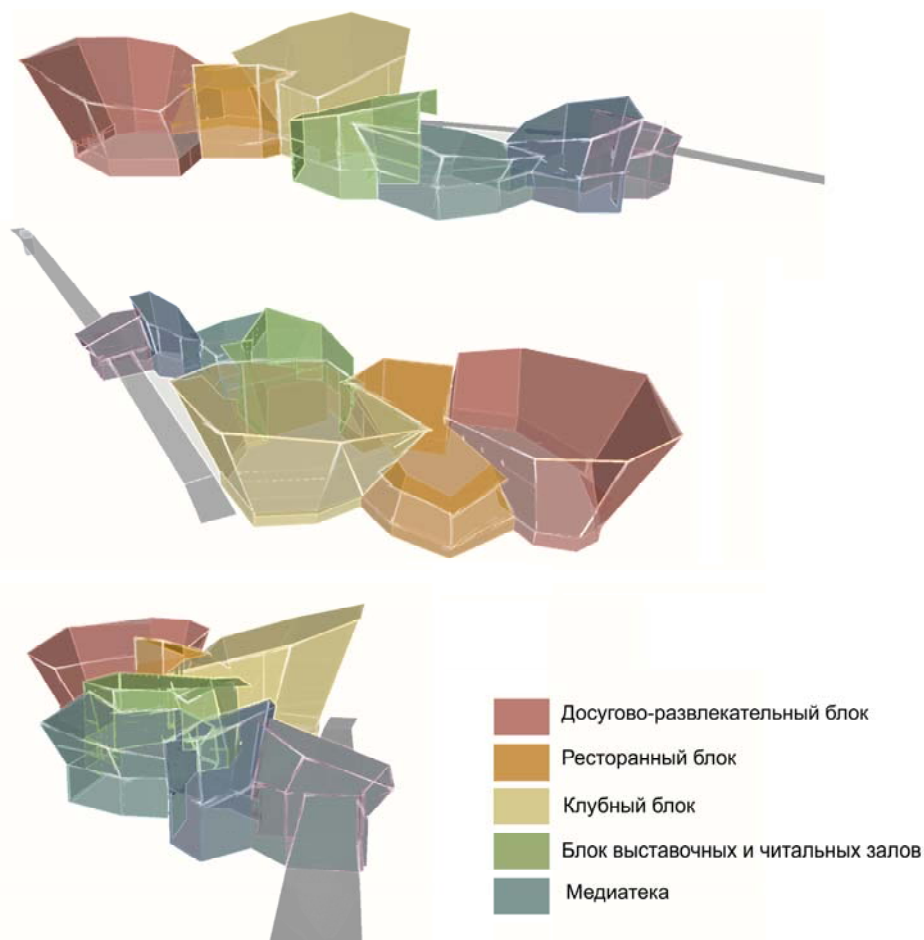 Досугово-развлекательный блок
Ресторанный блок
Клубный блок
Блок выставочных и читальных залов
Медиатека